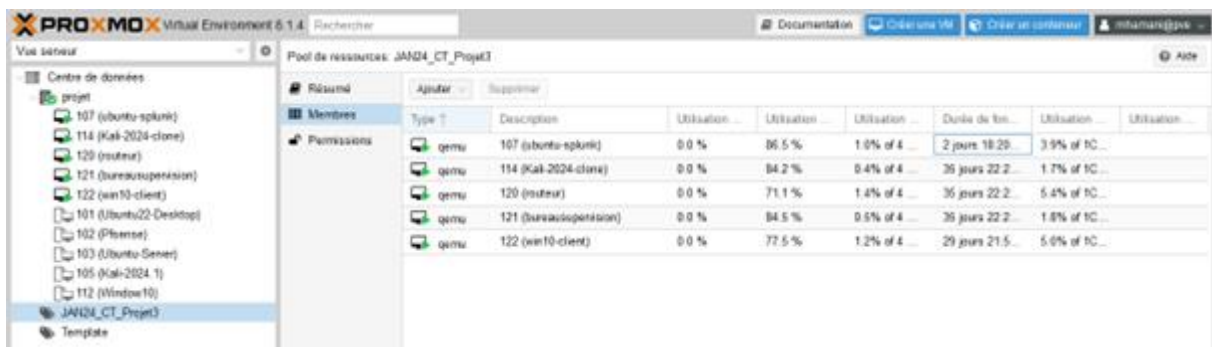 PROXMOX Virtual Environment 8.1.4 Rechercher
Documentation Créer une VM Créer un conteneur mhamani@pve
Vue serveur
Centre de données
projet
107 (ubuntu-splunk)
114 (Kali-2024-clone)
120 (routeur)
121 (bureausupervision)
122 (win10-client)
101 (Ubuntu22-Desktop)
102 (Pfsense)
103 (Ubuntu-Server)
105 (Kali-2024.1)
112 (Window10)
JAN24_CT_Projet3
Template
Pool de ressources: JAN24_CT_Projet3
Aide
Résumé
Membres
Permissions
Ajouter Supprimer
Type Description Utilisation ... Utilisation ... Utilisation ... Durée de fon... Utilisation ... Utilisation ...
qemu 107 (ubuntu-splunk) 0.0 % 86.5 % 1.0% of 4 ... 2 jours 18:20... 3.9% of 1C...
qemu 114 (Kali-2024-clone) 0.0 % 84.2 % 0.4% of 4 ... 35 jours 22:2... 1.7% of 1C...
qemu 120 (routeur) 0.0 % 71.1 % 1.4% of 4 ... 35 jours 22:2... 5.4% of 1C...
qemu 121 (bureausupervision) 0.0 % 84.5 % 0.5% of 4 ... 35 jours 22:2... 1.8% of 1C...
qemu 122 (win10-client) 0.0 % 77.5 % 1.2% of 4 ... 29 jours 21:5... 5.0% of 1C...